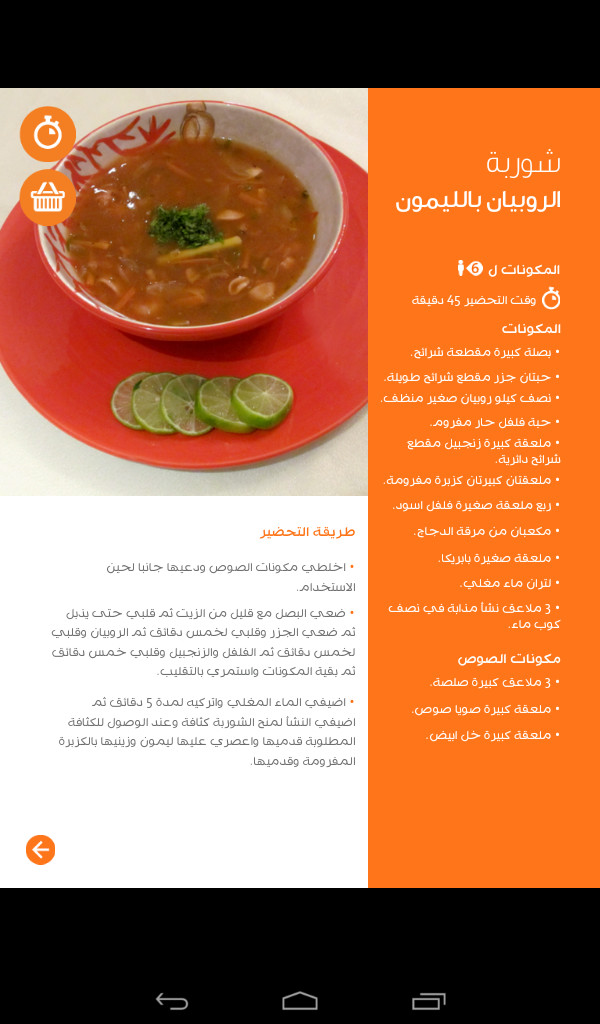 شوربة
الروبيان بالليمون
المكونات ل 6
وقت التحضير 45 دقيقة
المكونات
• بصلة كبيرة مقطعة شرائح.
• حبتان جزر مقطع شرائح طويلة.
• نصف كيلو روبيان صغير منظف.
• حبة فلفل حار مفروم.
• ملعقة كبيرة زنجبيل مقطع
شرائح دائرية.
• ملعقتان كبيرتان كزبرة مفرومة.
• ربع ملعقة صغيرة فلفل اسود.
• مكعبان من مرقة الدجاج.
• ملعقة صغيرة بابريكا.
• لتران ماء مغلي.
• 3 ملاعق نشأ مذابة في نصف
كوب ماء.
مكونات الصوص
• 3 ملاعق كبيرة صلصة.
• ملعقة كبيرة صويا صوص.
• ملعقة كبيرة خل ابيض.
طريقة التحضير
• اخلطي مكونات الصوص ودعيها جانبا لحين
الاستخدام.
• ضعي البصل مع قليل من الزيت ثم قلبي حتى يذبل
ثم ضعي الجزر وقلبي لخمس دقائق ثم الروبيان وقلبي
لخمس دقائق ثم الفلفل والزنجبيل وقلبي خمس دقائق
ثم بقية المكونات واستمري بالتقليب.
• اضيفي الماء المغلي واتركيه لمدة 5 دقائق ثم
اضيفي النشأ لمنح الشوربة كثافة وعند الوصول للكثافة
المطلوبة قدميها واعصري عليها ليمون وزينيها بالكزبرة
المفرومة وقدميها.